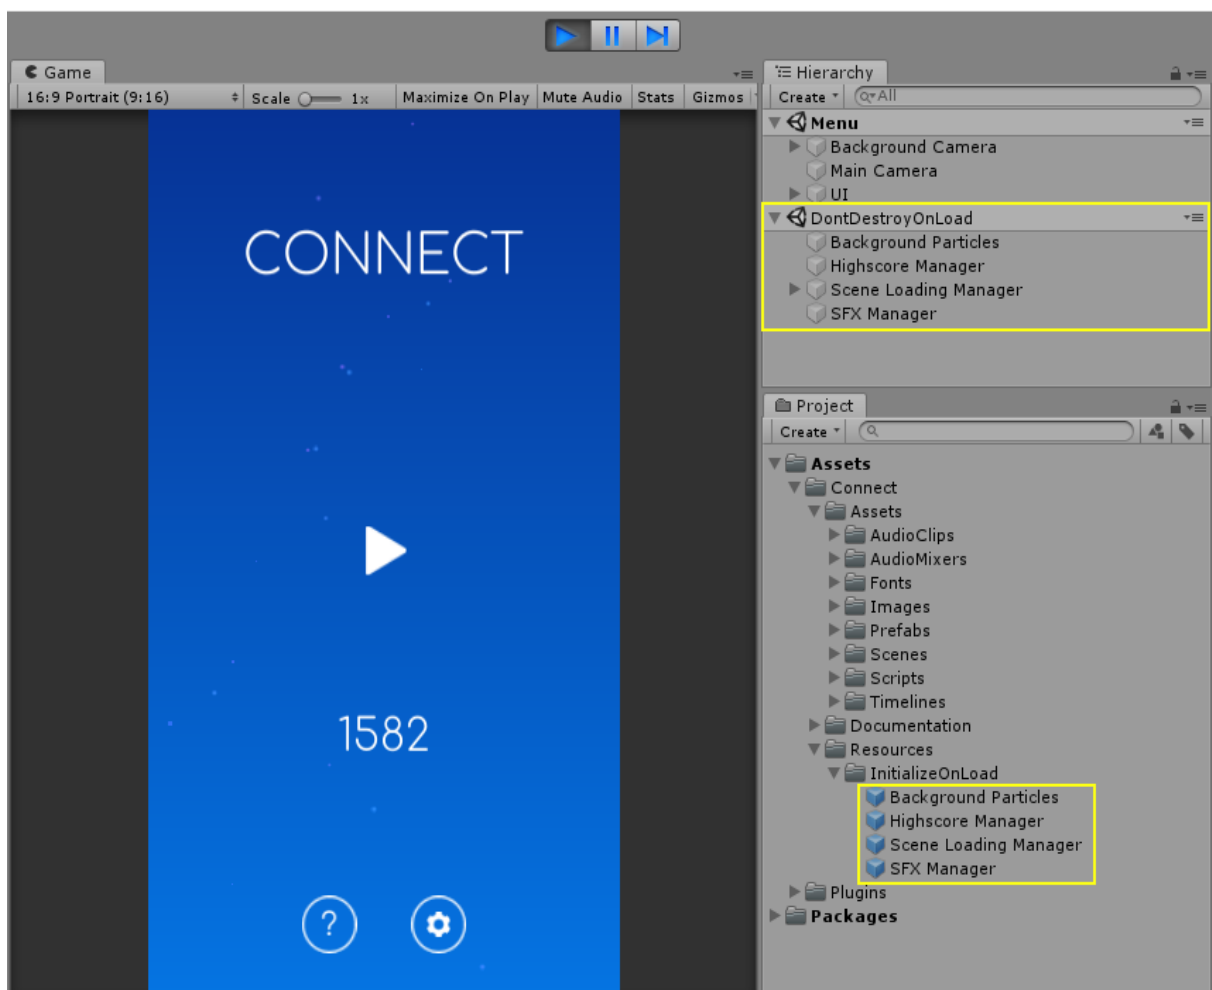 Game
16:9 Portrait (9:16) Scale 1x Maximize On Play Mute Audio Stats Gizmos
CONNECT
1582
?
Hierarchy
Create All
Menu
Background Camera
Main Camera
UI
DontDestroyOnLoad
Background Particles
Highscore Manager
Scene Loading Manager
SFX Manager
Project
Create
Assets
Connect
Assets
AudioClips
AudioMixers
Fonts
Images
Prefabs
Scenes
Scripts
Timelines
Documentation
Resources
InitializeOnLoad
Background Particles
Highscore Manager
Scene Loading Manager
SFX Manager
Plugins
Packages